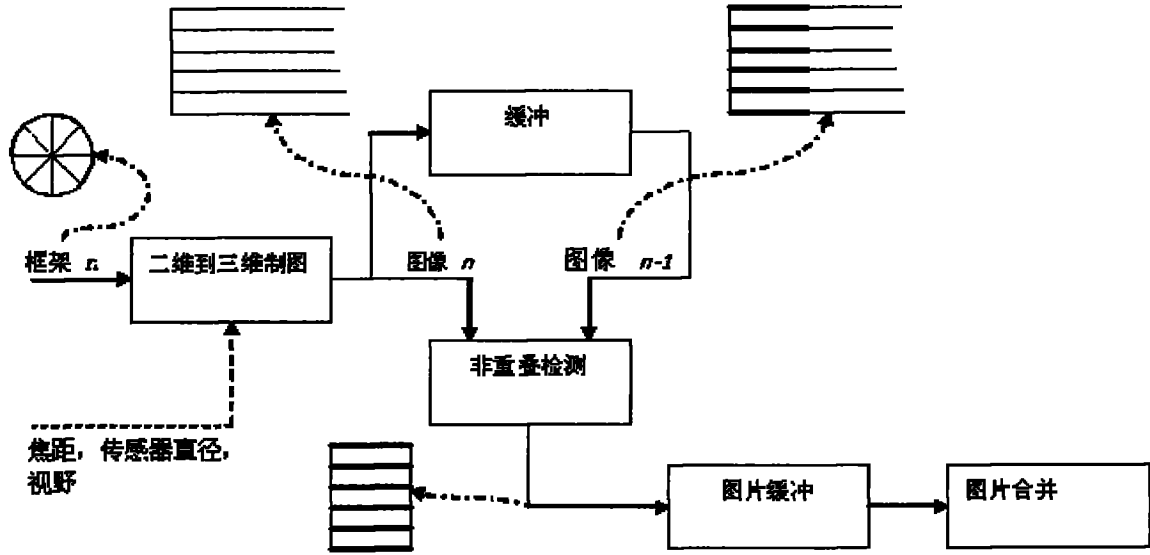 缓冲
框架 n
二维到三维制图
图像 n
图像 n-1
非重叠检测
焦距，传感器直径，
视野
图片缓冲
图片合并